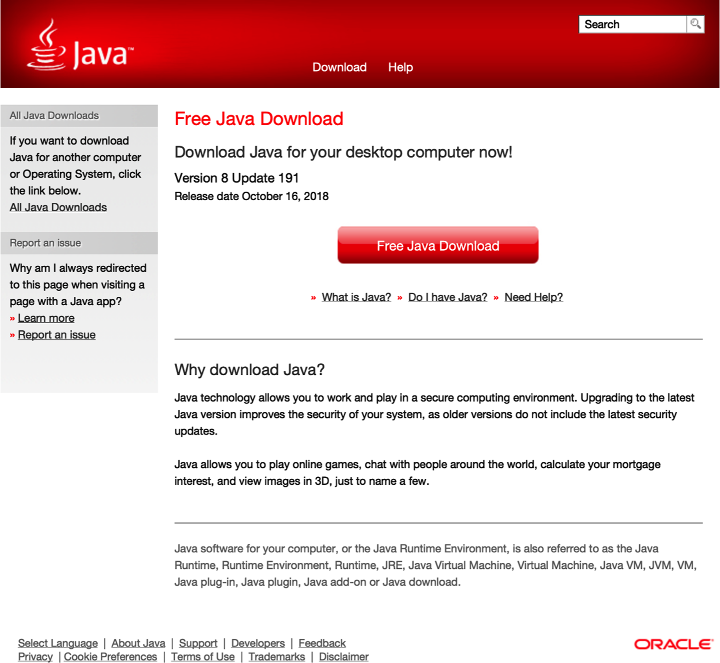 Java™
Search
Download Help
All Java Downloads
If you want to download
Java for another computer
or Operating System, click
the link below.
All Java Downloads
Report an issue
Why am I always redirected
to this page when visiting a
page with a Java app?
» Learn more
» Report an issue
Free Java Download
Download Java for your desktop computer now!
Version 8 Update 191
Release date October 16, 2018
Free Java Download
» What is Java? » Do I have Java? » Need Help?
Why download Java?
Java technology allows you to work and play in a secure computing environment. Upgrading to the latest
Java version improves the security of your system, as older versions do not include the latest security
updates.
Java allows you to play online games, chat with people around the world, calculate your mortgage
interest, and view images in 3D, just to name a few.
Java software for your computer, or the Java Runtime Environment, is also referred to as the Java
Runtime, Runtime Environment, Runtime, JRE, Java Virtual Machine, Virtual Machine, Java VM, JVM, VM,
Java plug-in, Java plugin, Java add-on or Java download.
Select Language | About Java | Support | Developers | Feedback
Privacy | Cookie Preferences | Terms of Use | Trademarks | Disclaimer
ORACLE